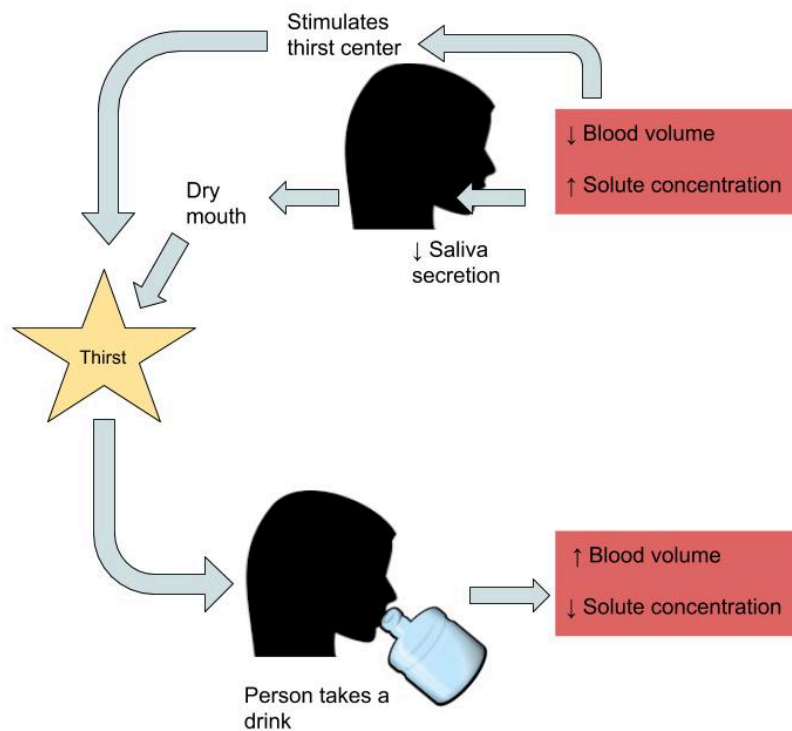 Stimulates
thirst center
↓ Blood volume
↑ Solute concentration
Dry
mouth
↓ Saliva
secretion
Thirst
↑ Blood volume
↓ Solute concentration
Person takes a
drink